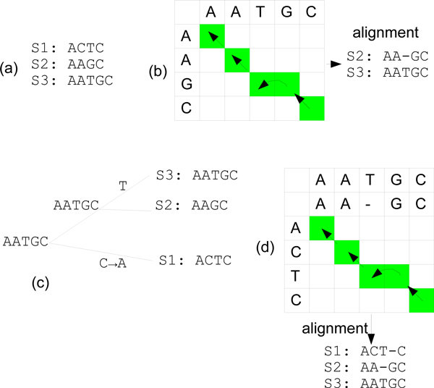 (a)
S1: ACTC
S2: AAGC
S3: AATGC
(b)
A A T G C
A
A
G
C
alignment
S2: AA-GC
S3: AATGC
(c)
AATGC
AATGC
T
S3: AATGC
S2: AAGC
C→A
S1: ACTC
(d)
A A T G C
A A - G C
A
C
T
C
alignment
S1: ACT-C
S2: AA-GC
S3: AATGC